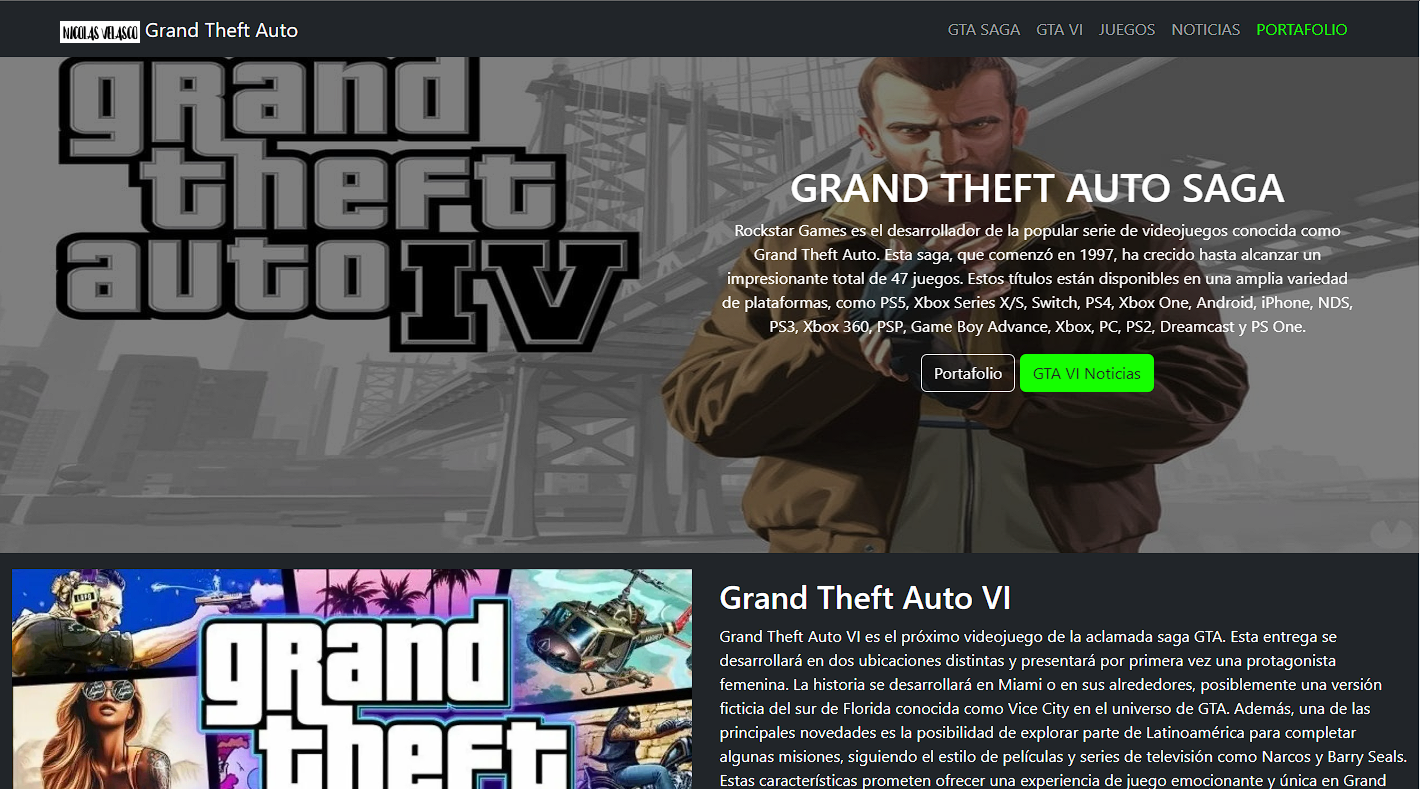 NICOLAS VELASCO Grand Theft Auto
GTA SAGA GTA VI JUEGOS NOTICIAS PORTAFOLIO
grand
theft
auto IV
GRAND THEFT AUTO SAGA
Rockstar Games es el desarrollador de la popular serie de videojuegos conocida como
Grand Theft Auto. Esta saga, que comenzó en 1997, ha crecido hasta alcanzar un
impresionante total de 47 juegos. Estos títulos están disponibles en una amplia variedad
de plataformas, como PS5, Xbox Series X/S, Switch, PS4, Xbox One, Android, iPhone, NDS,
PS3, Xbox 360, PSP, Game Boy Advance, Xbox, PC, PS2, Dreamcast y PS One.
Portafolio
GTA VI Noticias
LSPD
grand
theft
Grand Theft Auto VI
Grand Theft Auto VI es el próximo videojuego de la aclamada saga GTA. Esta entrega se
desarrollará en dos ubicaciones distintas y presentará por primera vez una protagonista
femenina. La historia se desarrollará en Miami o en sus alrededores, posiblemente una versión
ficticia del sur de Florida conocida como Vice City en el universo de GTA. Además, una de las
principales novedades es la posibilidad de explorar parte de Latinoamérica para completar
algunas misiones, siguiendo el estilo de películas y series de televisión como Narcos y Barry Seals.
Estas características prometen ofrecer una experiencia de juego emocionante y única en Grand